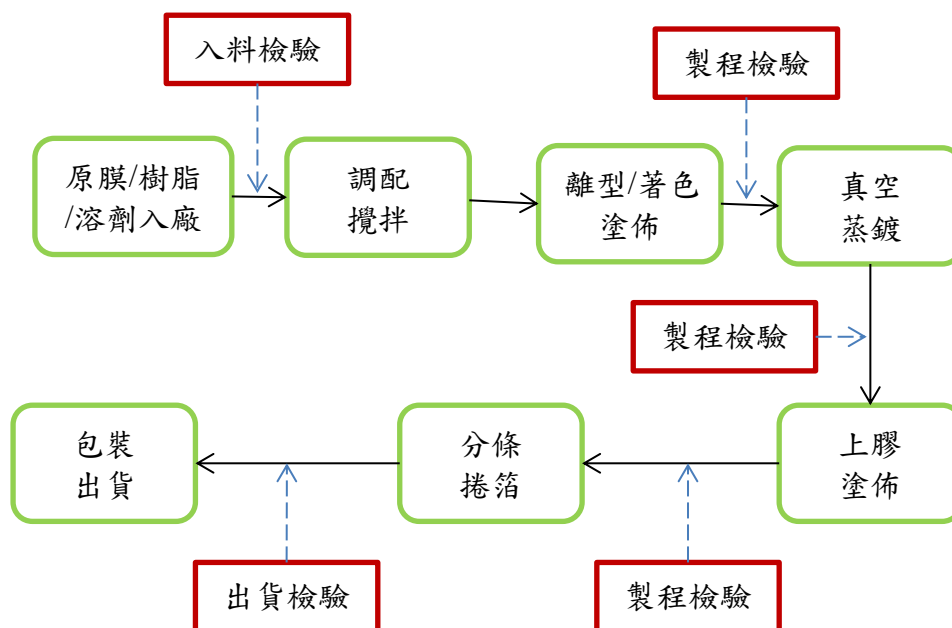 入料檢驗
製程檢驗
原膜/樹脂
/溶劑入廠
調配
攪拌
離型/著色
塗佈
真空
蒸鍍
製程檢驗
包裝
出貨
分條
捲箔
上膠
塗佈
出貨檢驗
製程檢驗